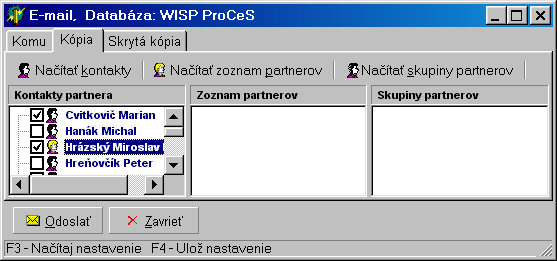 E-mail, Databáza: WISP ProCeS
Komu Kópia Skrytá kópia
Načítať kontakty Načítať zoznam partnerov Načítať skupiny partnerov
Kontakty partnera Zoznam partnerov Skupiny partnerov
Cvitkovič Marian
Hanák Michal
Hrázský Miroslav
Hreňovčík Peter
Odoslať Zavrieť
F3 - Načítaj nastavenie F4 - Ulož nastavenie